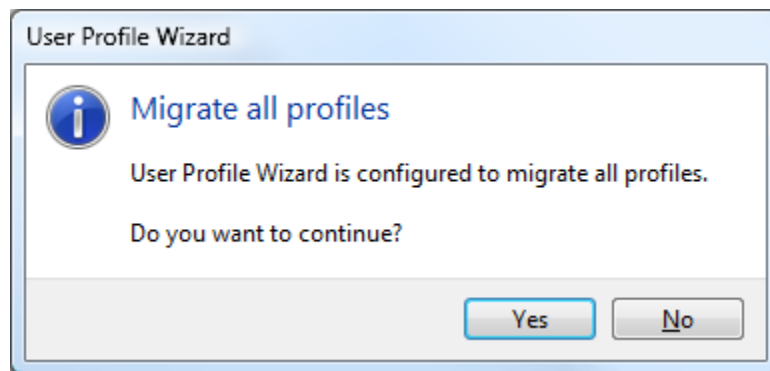 User Profile Wizard
Migrate all profiles
User Profile Wizard is configured to migrate all profiles.
Do you want to continue?
Yes
No